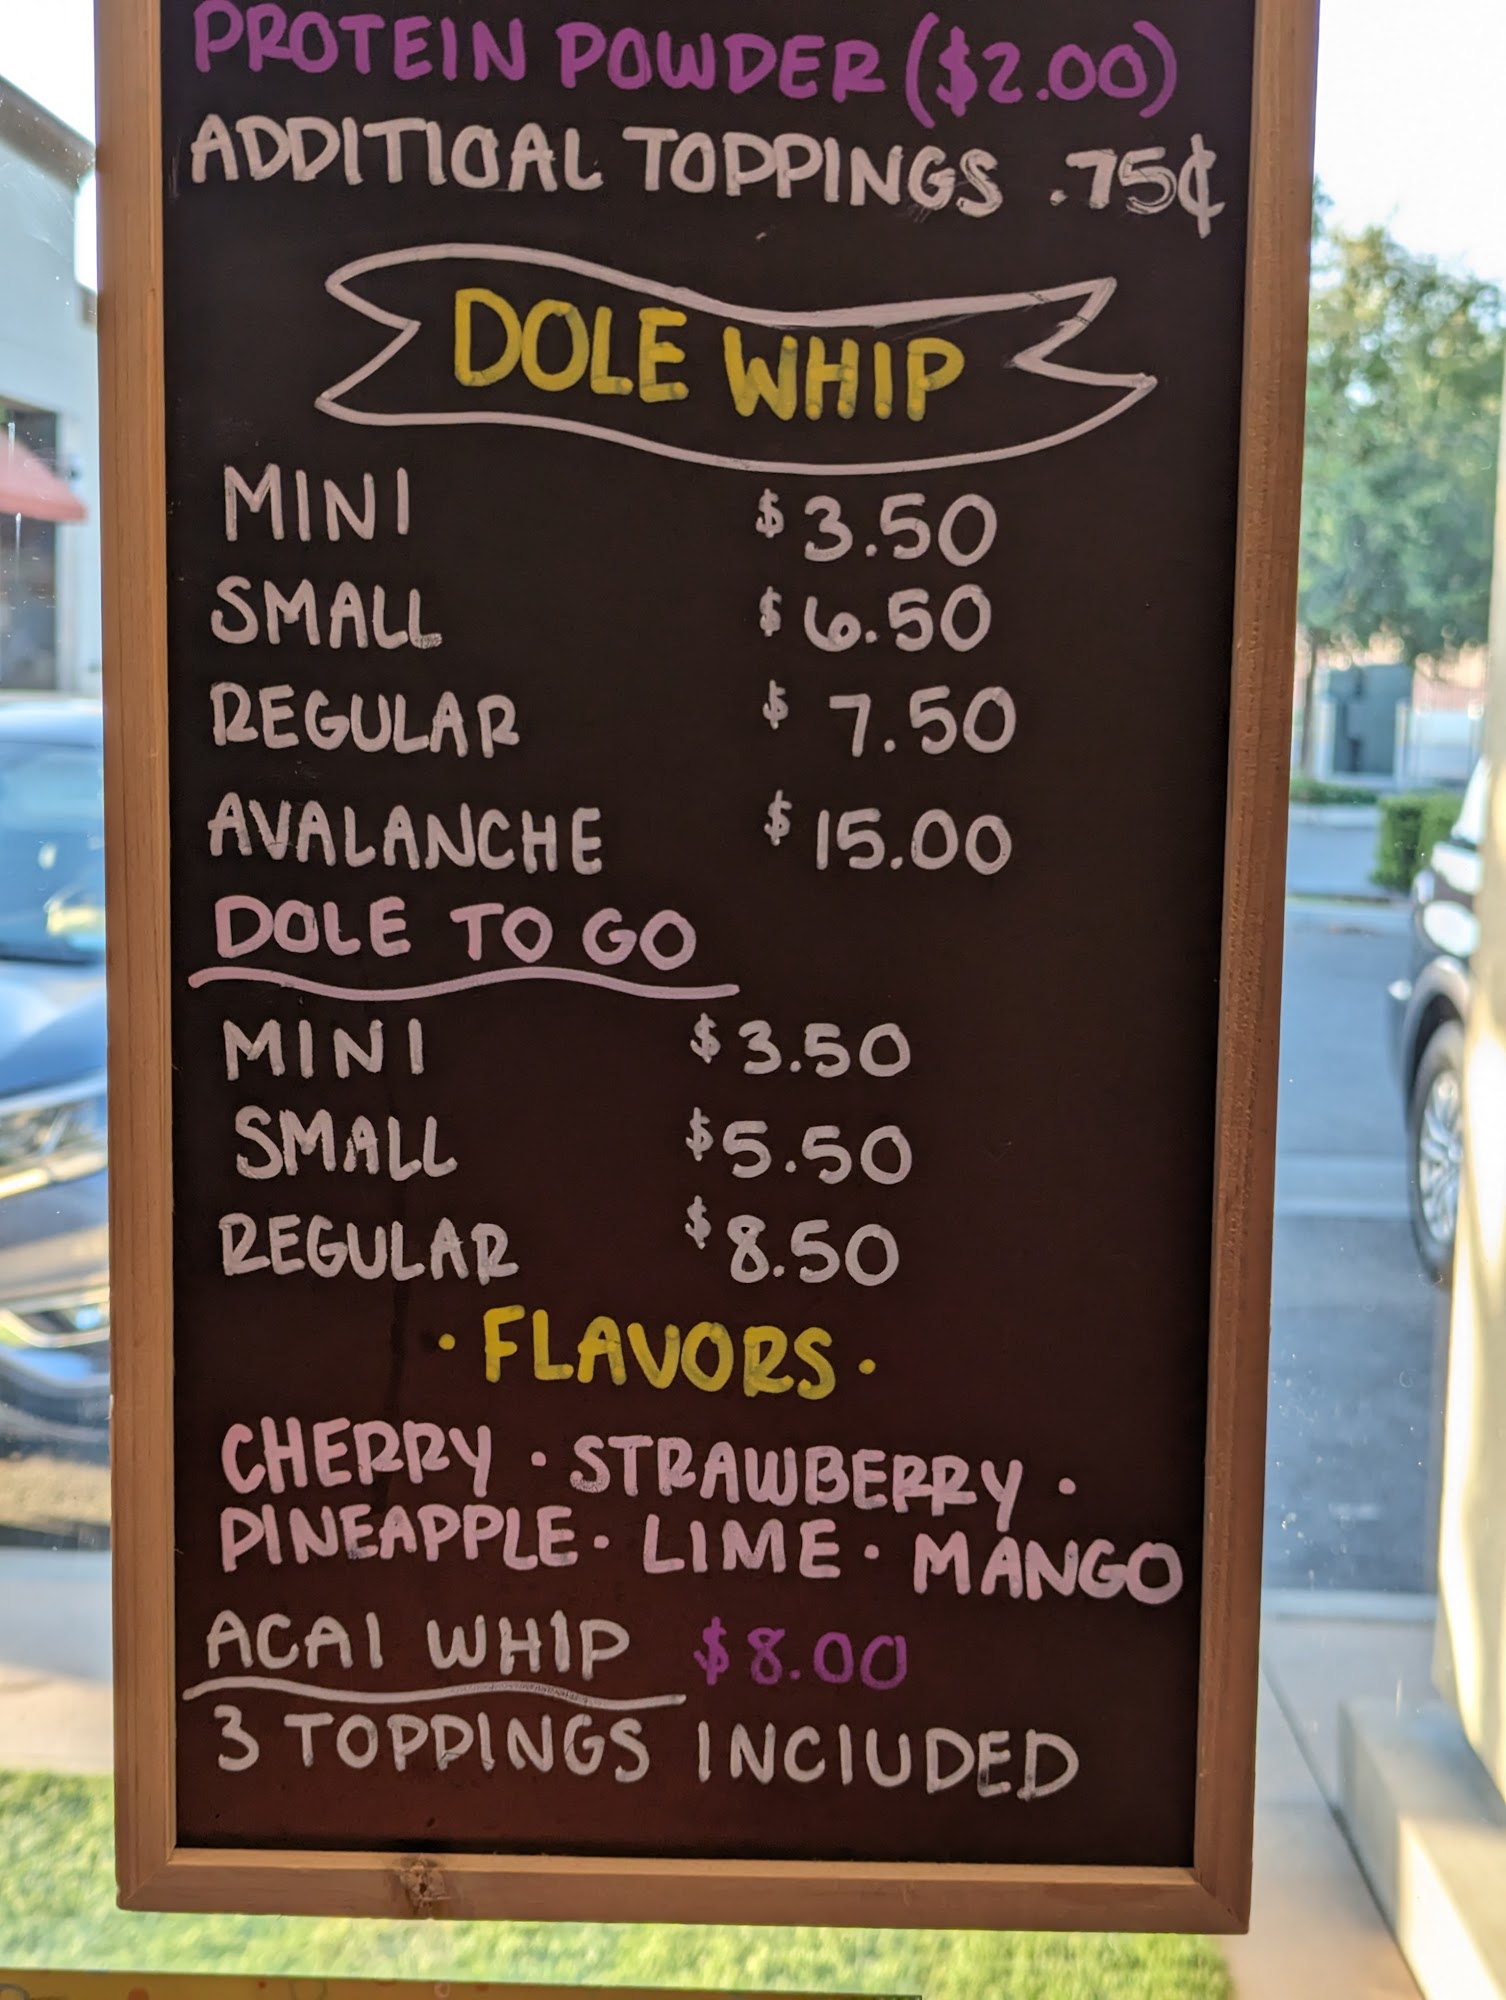 PROTEIN POWDER ($2.00)
ADDITIOAL TOPPINGS .75¢
DOLE WHIP
MINI $3.50
SMALL $6.50
REGULAR $7.50
AVALANCHE $15.00
DOLE TO GO
MINI $3.50
SMALL $5.50
REGULAR $8.50
· FLAVORS ·
CHERRY · STRAWBERRY ·
PINEAPPLE · LIME · MANGO
ACAI WHIP $8.00
3 TOPPINGS INCLUDED